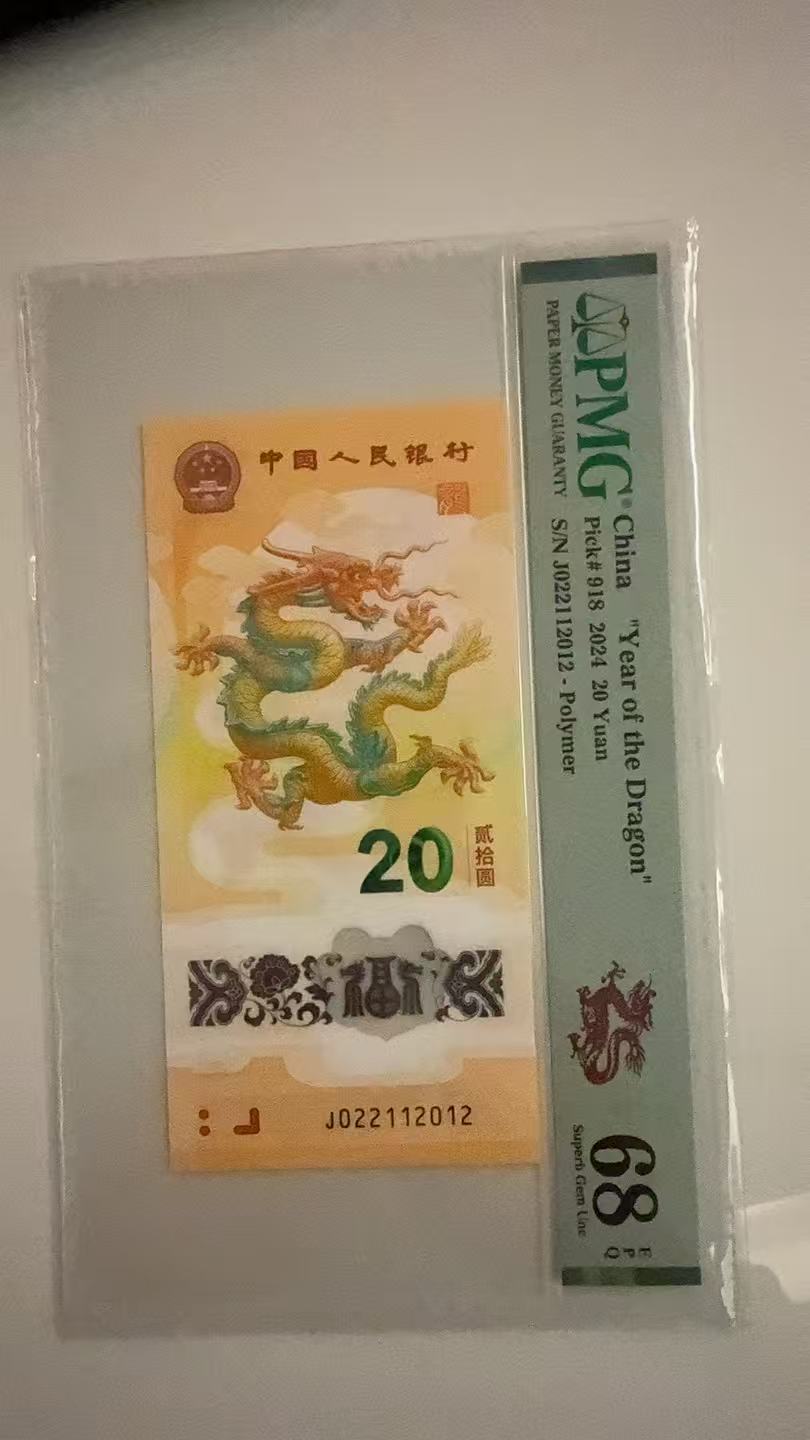 中国人民银行
20
贰拾圆
福
J022112012
PMG®
PAPER MONEY GUARANTY
China "Year of the Dragon"
Pick# 918 2024 20 Yuan
S/N J022112012 - Polymer
68
Superb Gem Unc
E
P
Q